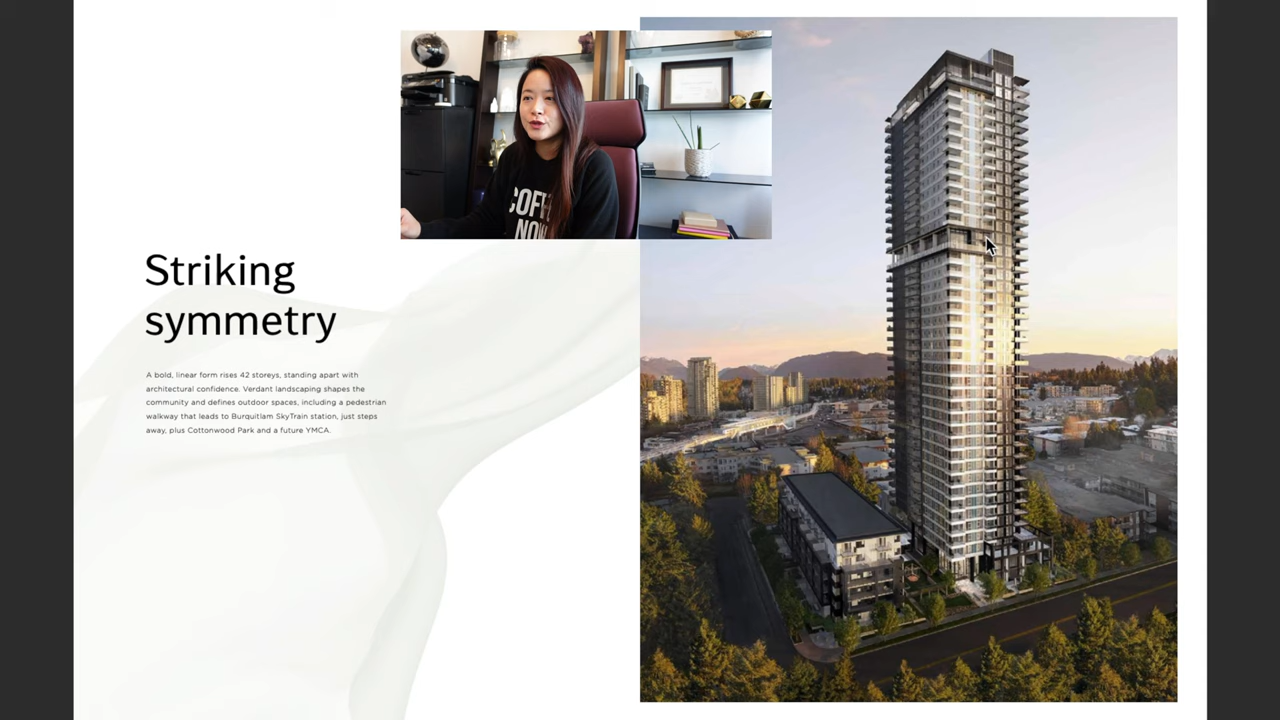 COFF
NOW
Striking
symmetry
A bold, linear form rises 42 storeys, standing apart with
architectural confidence. Verdant landscaping shapes the
community and defines outdoor spaces, including a pedestrian
walkway that leads to Burquitlam SkyTrain station, just steps
away, plus Cottonwood Park and a future YMCA.